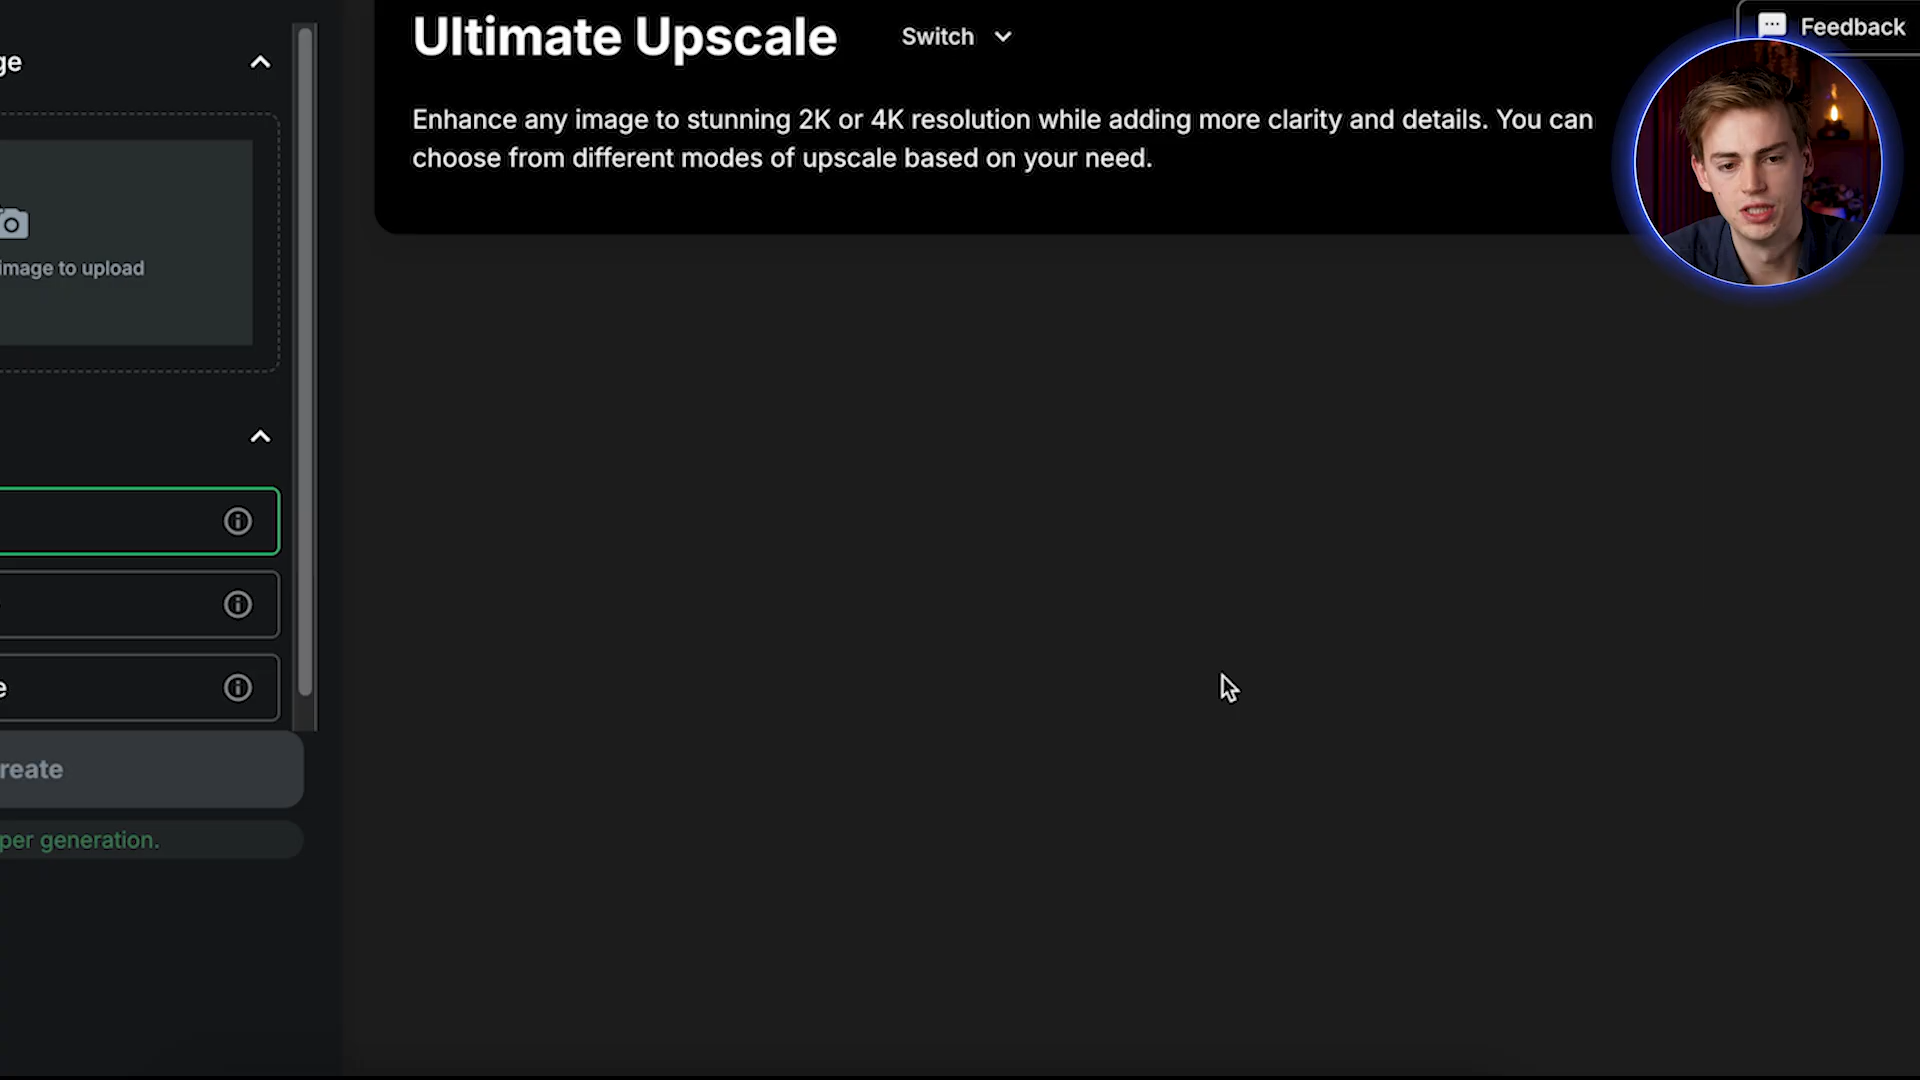 ge
image to upload
reate
per generation.
Ultimate Upscale
Switch
Enhance any image to stunning 2K or 4K resolution while adding more clarity and details. You can
choose from different modes of upscale based on your need.
Feedback